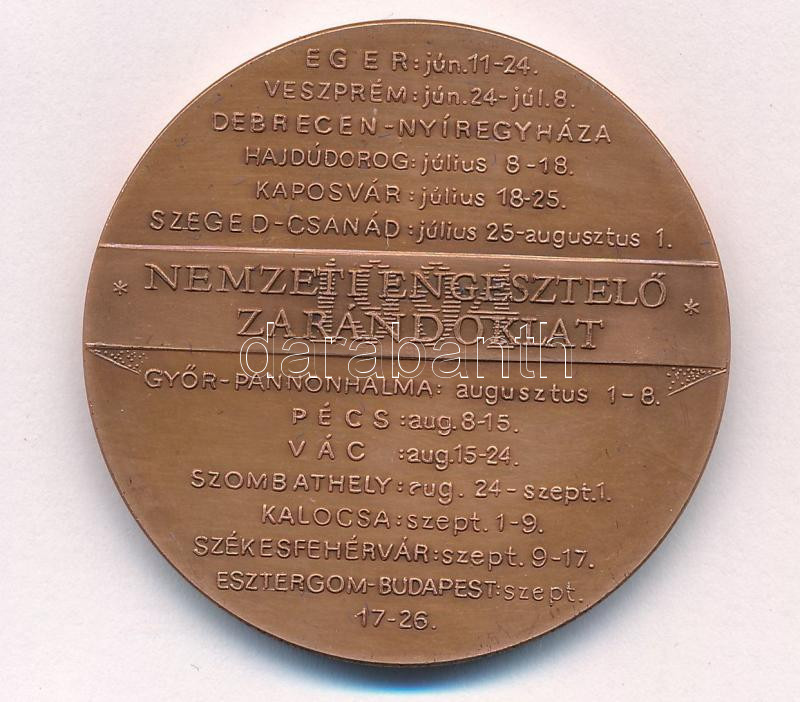 EGER: jún. 11-24.
VESZPRÉM: jún. 24-júl. 8.
DEBRECEN-NYÍREGYHÁZA
HAJDÚDOROG: július 8-18.
KAPOSVÁR: július 18-25.
SZEGED-CSANÁD: július 25-augusztus 1.
* NEMZETI ENGESZTELŐ *
ZARÁNDOKLAT
darabanth
GYŐR-PANNONHALMA: augusztus 1-8.
PÉCS: aug. 8-15.
VÁC: aug. 15-24.
SZOMBATHELY: aug. 24-szept. 1.
KALOCSA: szept. 1-9.
SZÉKESFEHÉRVÁR: szept. 9-17.
ESZTERGOM-BUDAPEST: szept.
17-26.